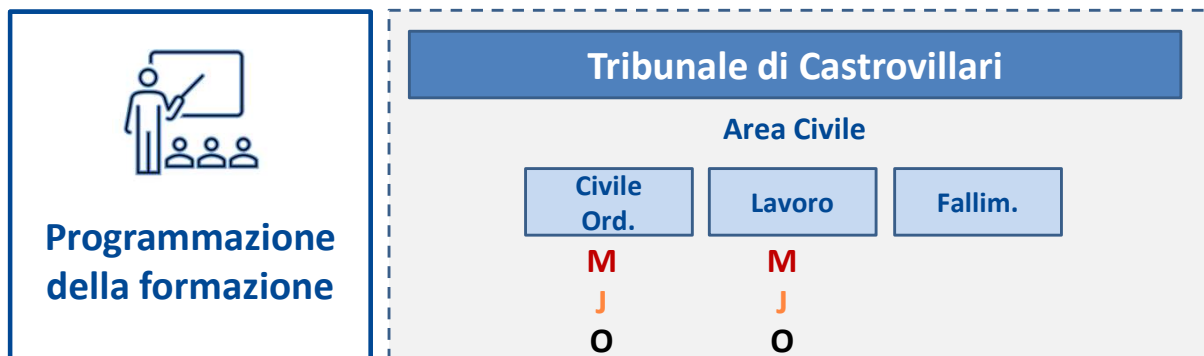 Programmazione
della formazione
Tribunale di Castrovillari
Area Civile
Civile
Ord.
Lavoro
Fallim.
M M
J J
O O